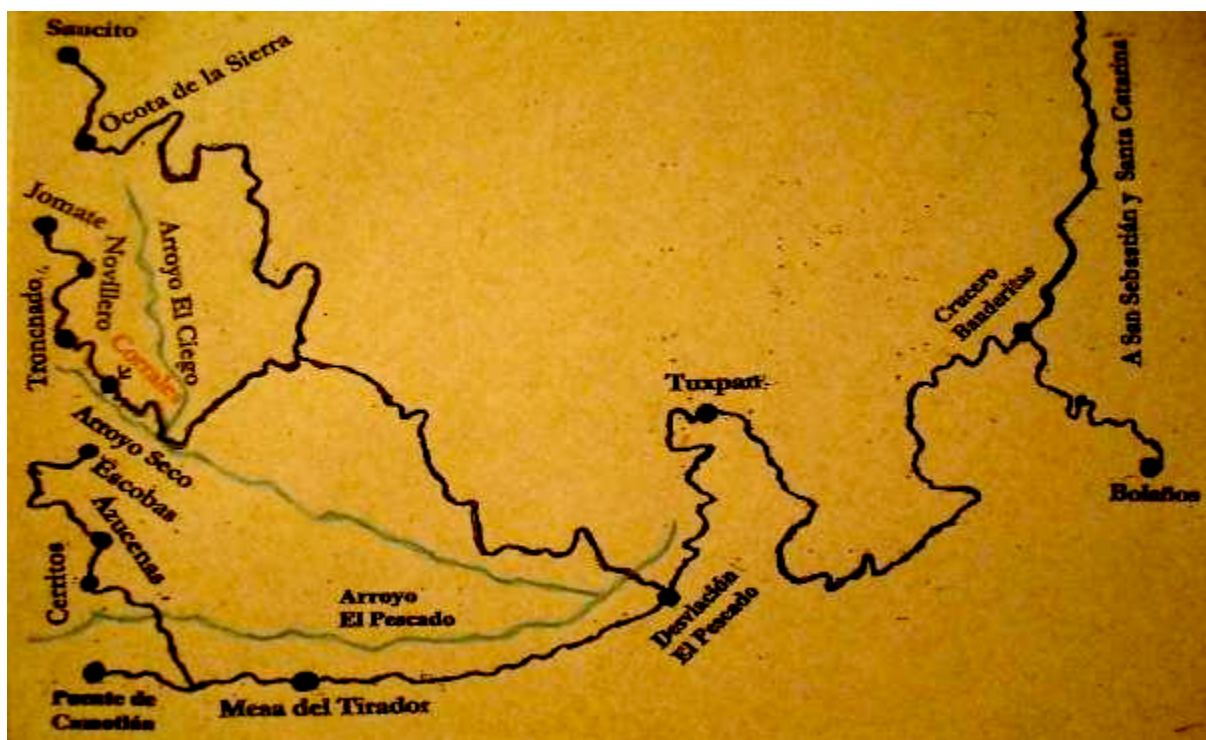 Saucito
Ocota de la Sierra
Jomate
Novillero
Troncnado
y
Corrales
Arroyo El Ciego
Arroyo Seco
Escobas
Azucenas
Cerritos
Arroyo
El Pescado
Puente de
Camotlán
Mesa del Tirador
Desviación
El Pescado
Tuxpan
Crucero
Banderitas
Bolaños
A San Sebastián y Santa Catarina